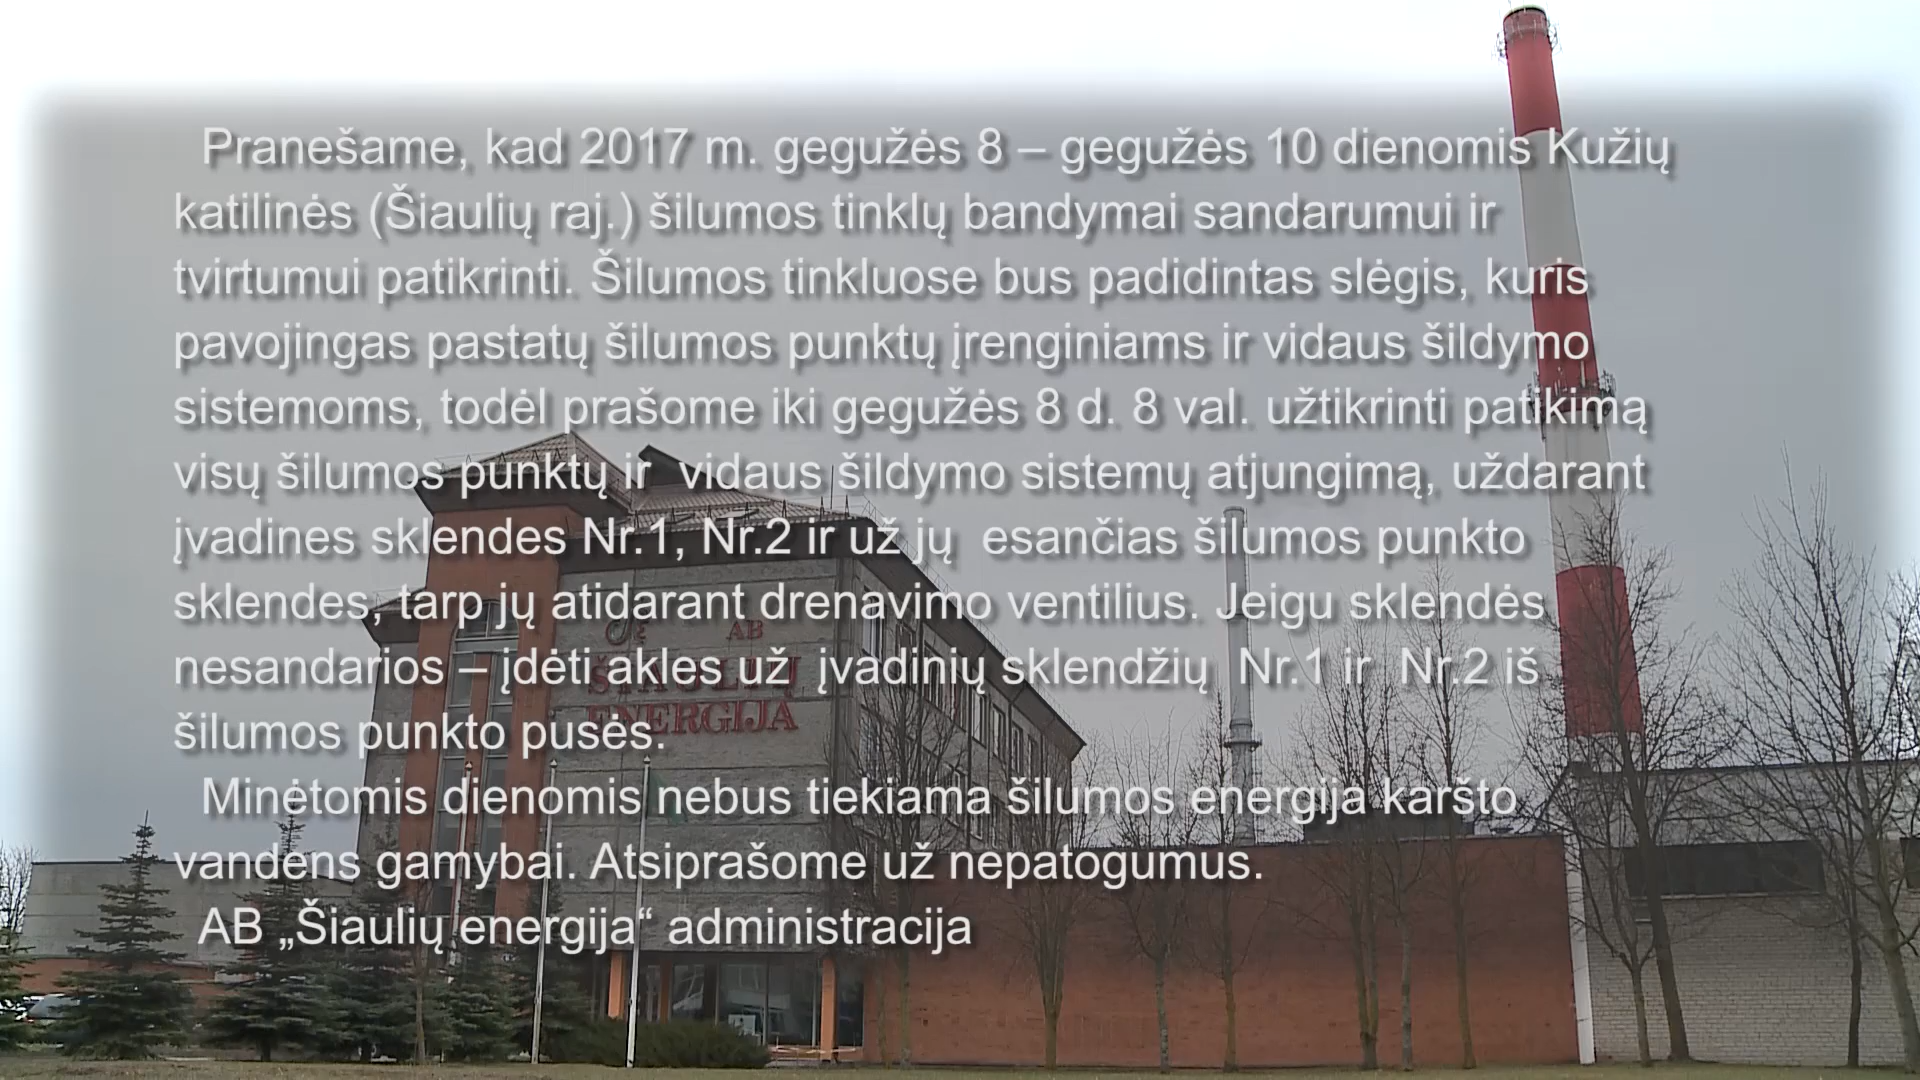 Pranešame, kad 2017 m. gegužės 8 – gegužės 10 dienomis Kužių
katilinės (Šiaulių raj.) šilumos tinklų bandymai sandarumui ir
tvirtumui patikrinti. Šilumos tinkluose bus padidintas slėgis, kuris
pavojingas pastatų šilumos punktų įrenginiams ir vidaus šildymo
sistemoms, todėl prašome iki gegužės 8 d. 8 val. užtikrinti patikimą
visų šilumos punktų ir vidaus šildymo sistemų atjungimą, uždarant
įvadines sklendes Nr.1, Nr.2 ir už jų esančias šilumos punkto
sklendes, tarp jų atidarant drenavimo ventilius. Jeigu sklendės
nesandarios – įdėti akles už įvadinių sklendžių Nr.1 ir Nr.2 iš
šilumos punkto pusės.
Minėtomis dienomis nebus tiekiama šilumos energija karšto
vandens gamybai. Atsiprašome už nepatogumus.
AB „Šiaulių energija“ administracija
AB
ŠIAULIŲ
ENERGIJA